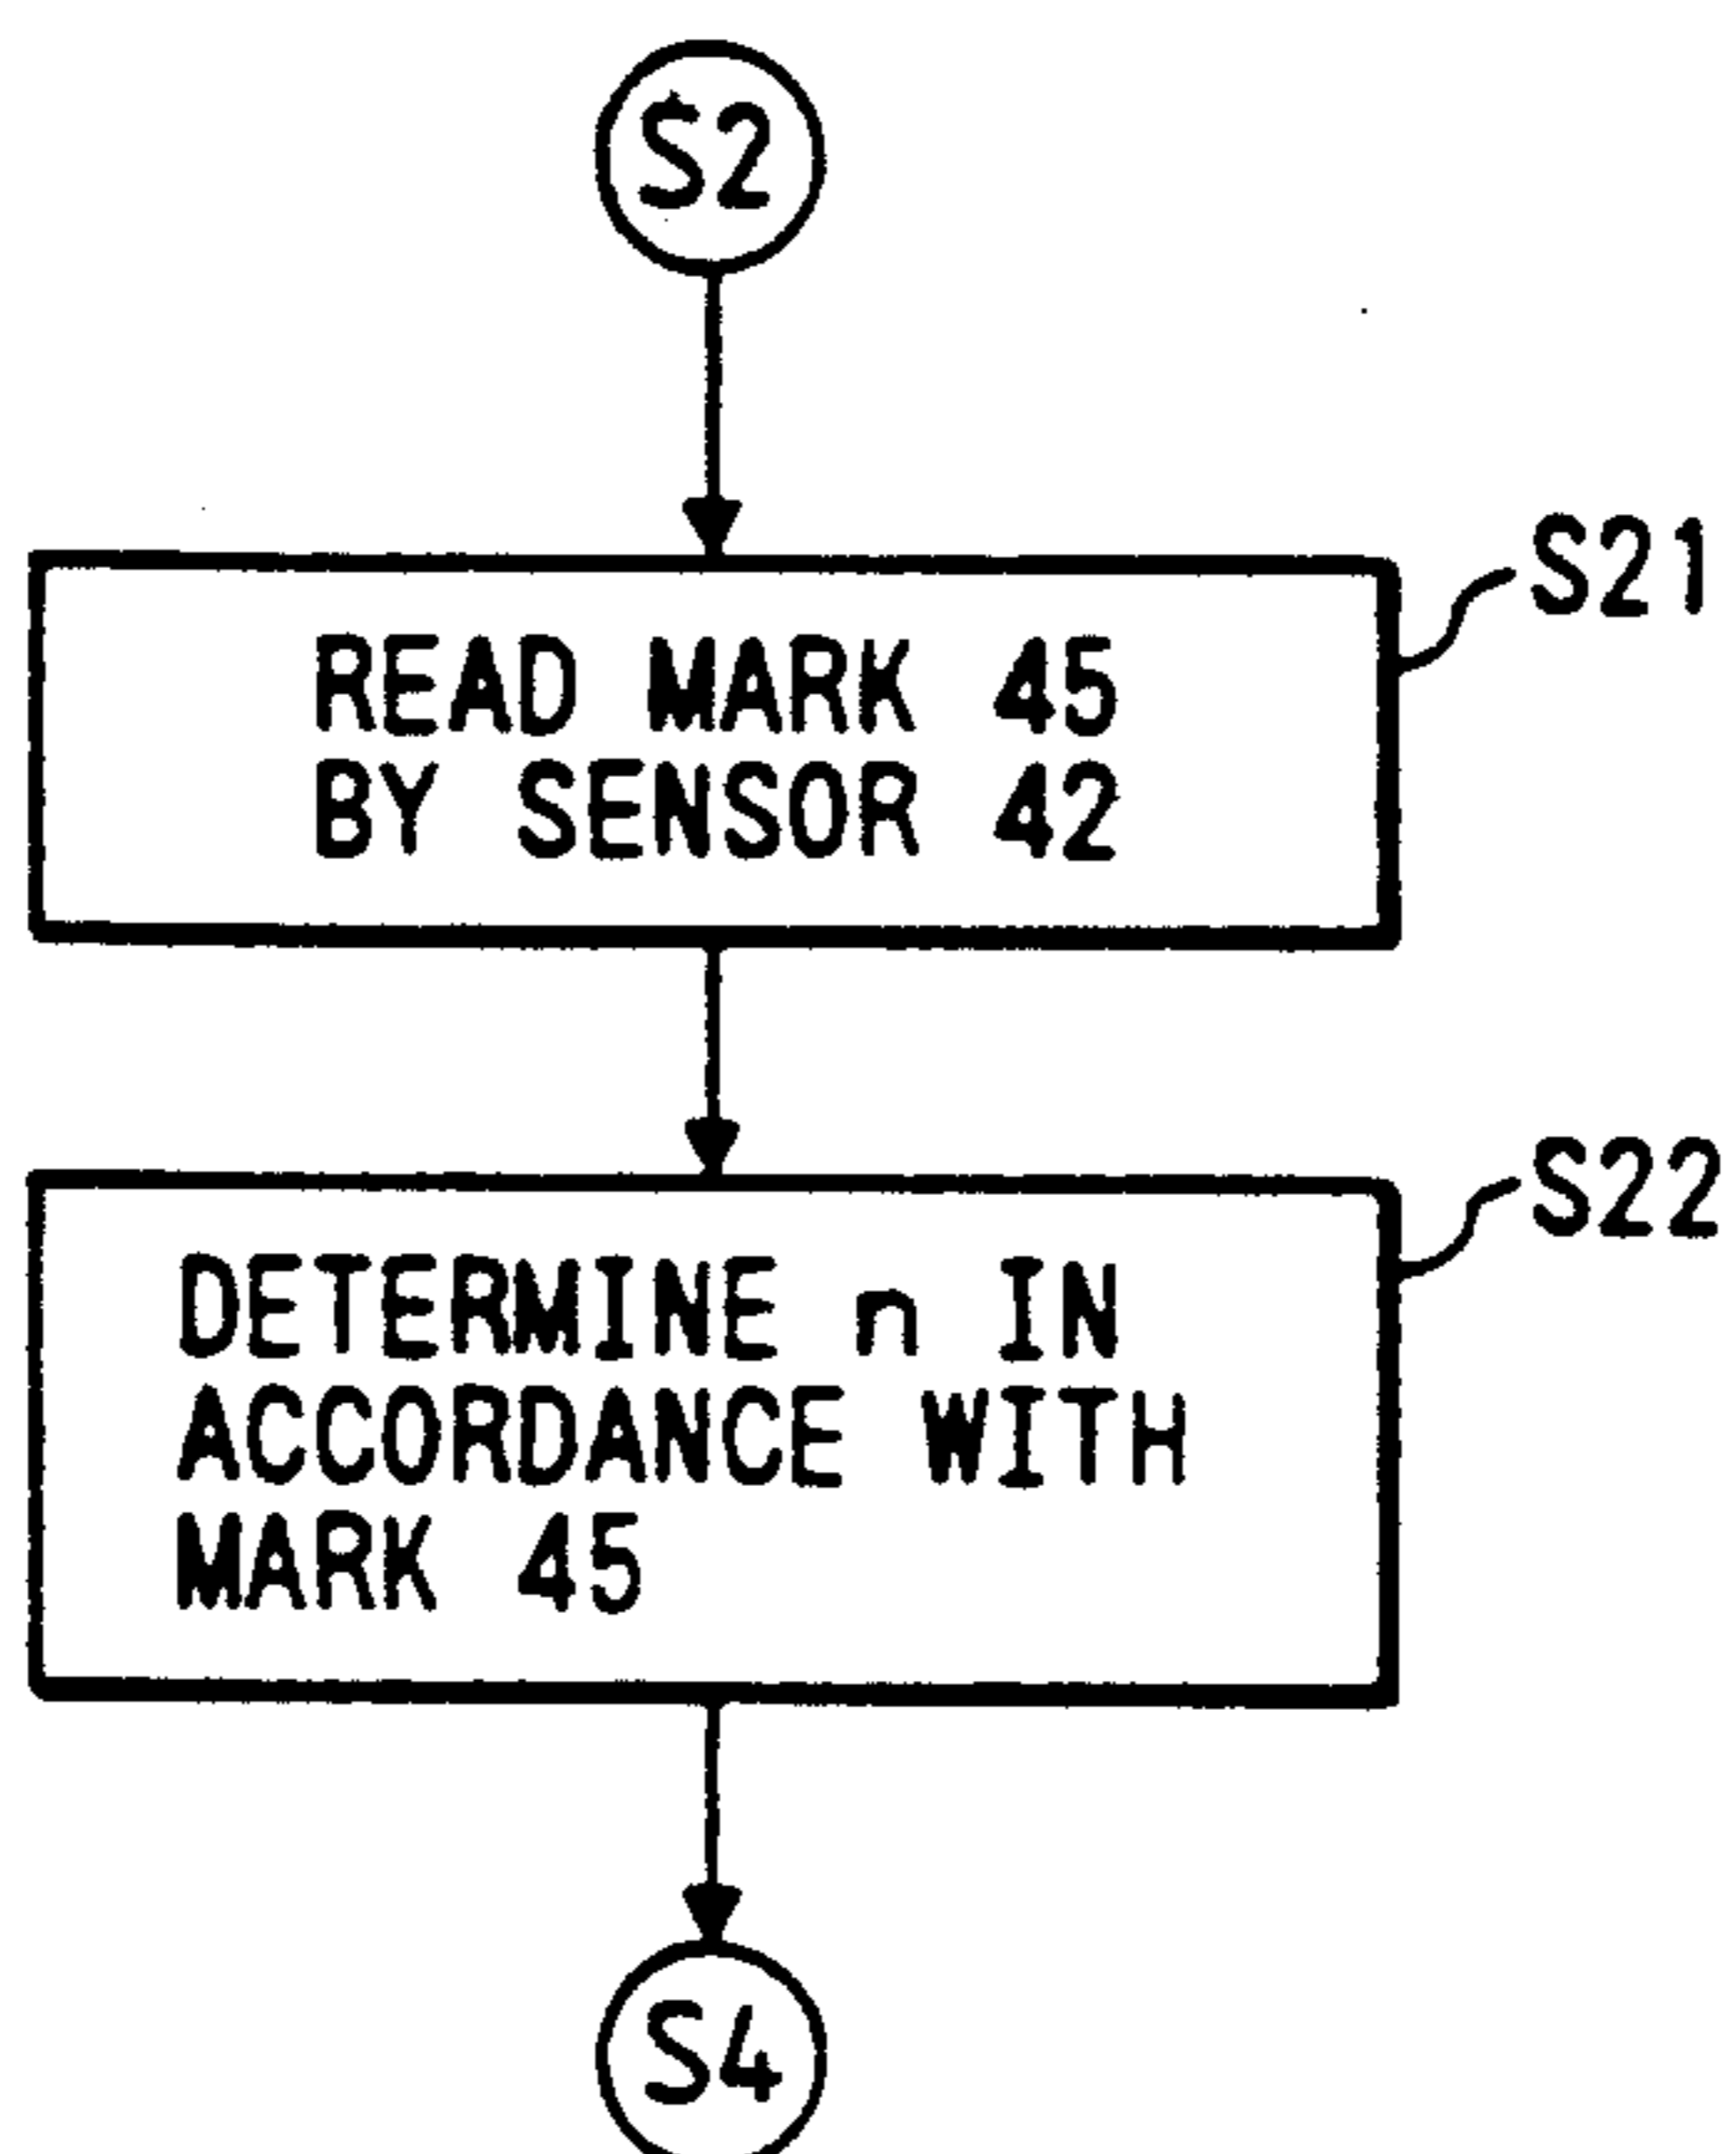 S2
S21
READ MARK 45
BY SENSOR 42
S22
DETERMINE n IN
ACCORDANCE WITH
MARK 45
S4